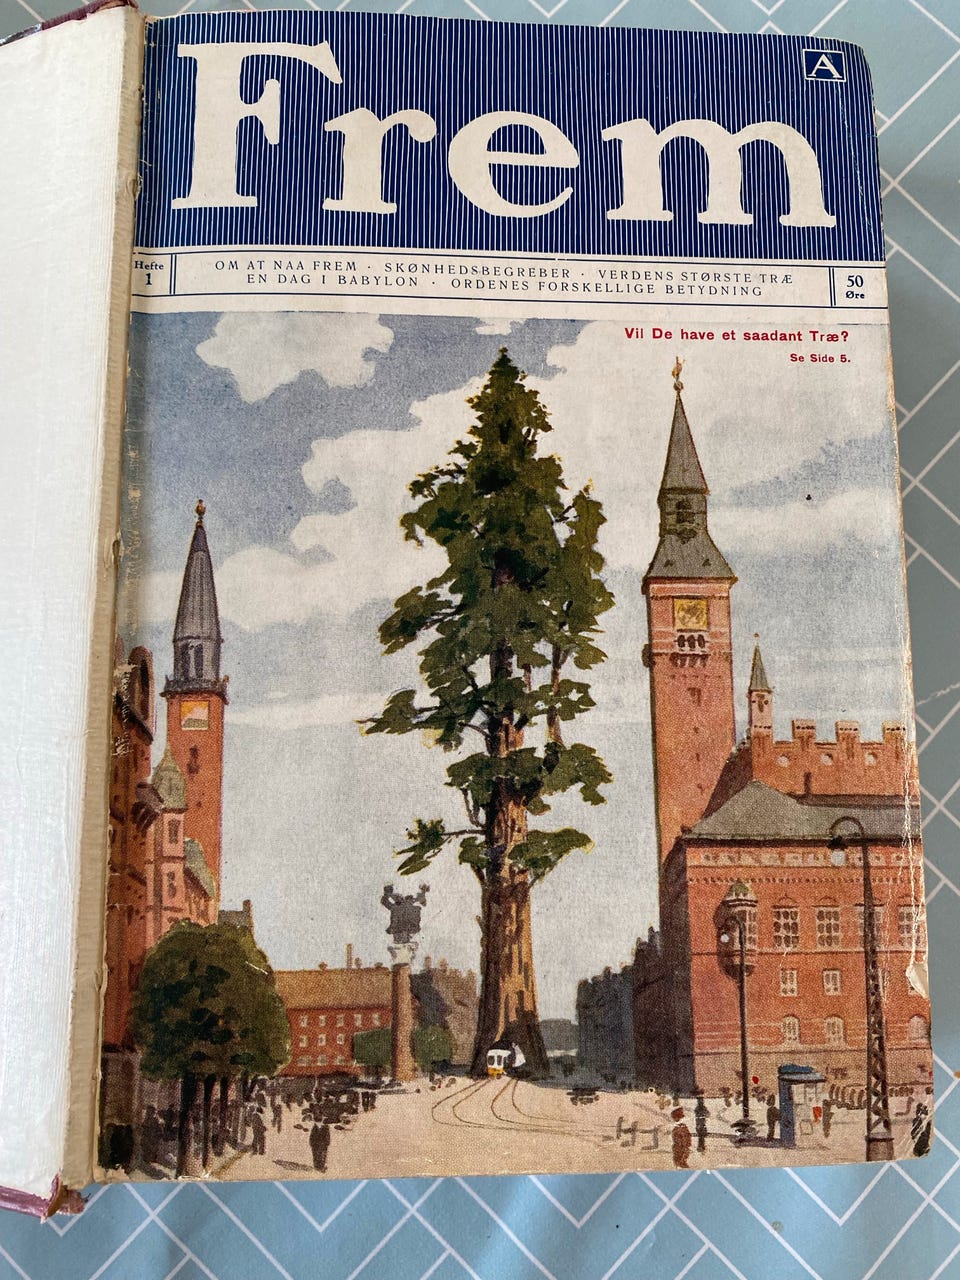 Frem
A
Hefte
1
OM AT NAA FREM · SKØNHEDSBEGREBER · VERDENS STØRSTE TRÆ
EN DAG I BABYLON · ORDENES FORSKELLIGE BETYDNING
50
Øre
Vil De have et saadant Træ?
Se Side 5.